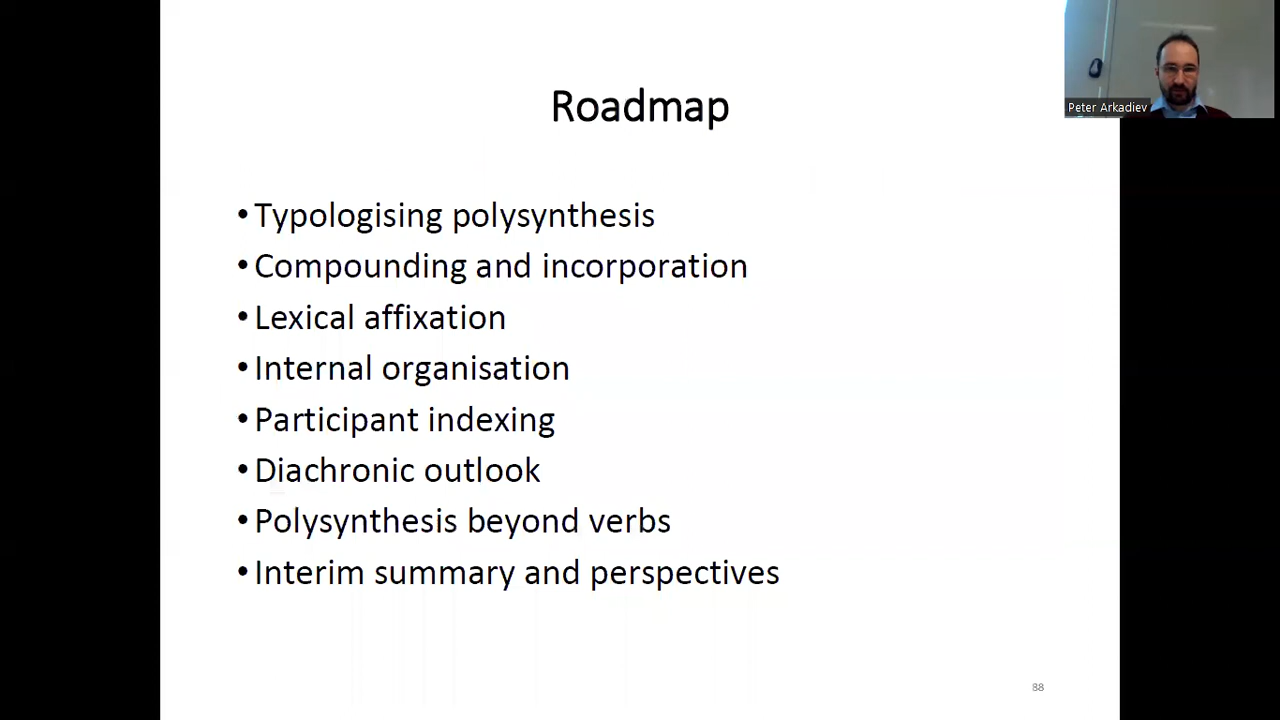 Roadmap
Peter Arkadiev
• Typologising polysynthesis
• Compounding and incorporation
• Lexical affixation
• Internal organisation
• Participant indexing
• Diachronic outlook
• Polysynthesis beyond verbs
• Interim summary and perspectives
88